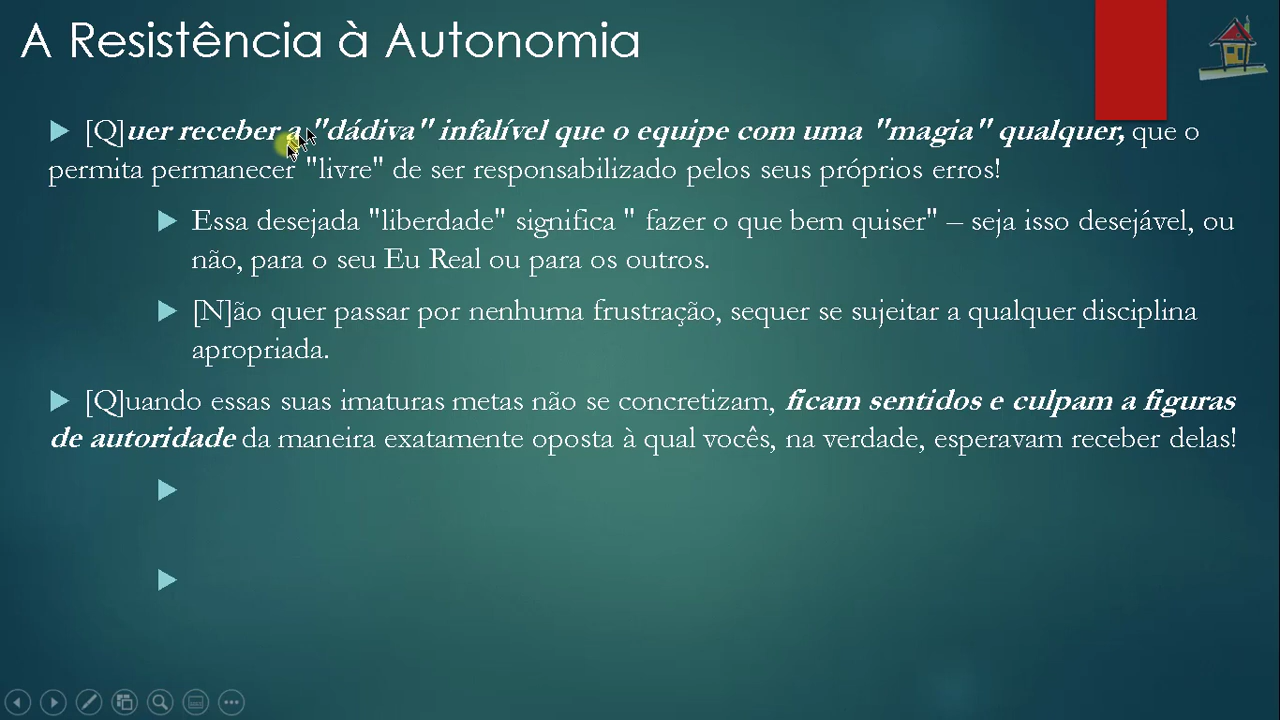 A Resistência à Autonomia
[Q]uer receber a "dádiva" infalível que o equipe com uma "magia" qualquer, que o
permita permanecer "livre" de ser responsabilizado pelos seus próprios erros!
Essa desejada "liberdade" significa " fazer o que bem quiser" – seja isso desejável, ou
não, para o seu Eu Real ou para os outros.
[N]ão quer passar por nenhuma frustração, sequer se sujeitar a qualquer disciplina
apropriada.
[Q]uando essas suas imaturas metas não se concretizam, ficam sentidos e culpam a figuras
de autoridade da maneira exatamente oposta à qual vocês, na verdade, esperavam receber delas!